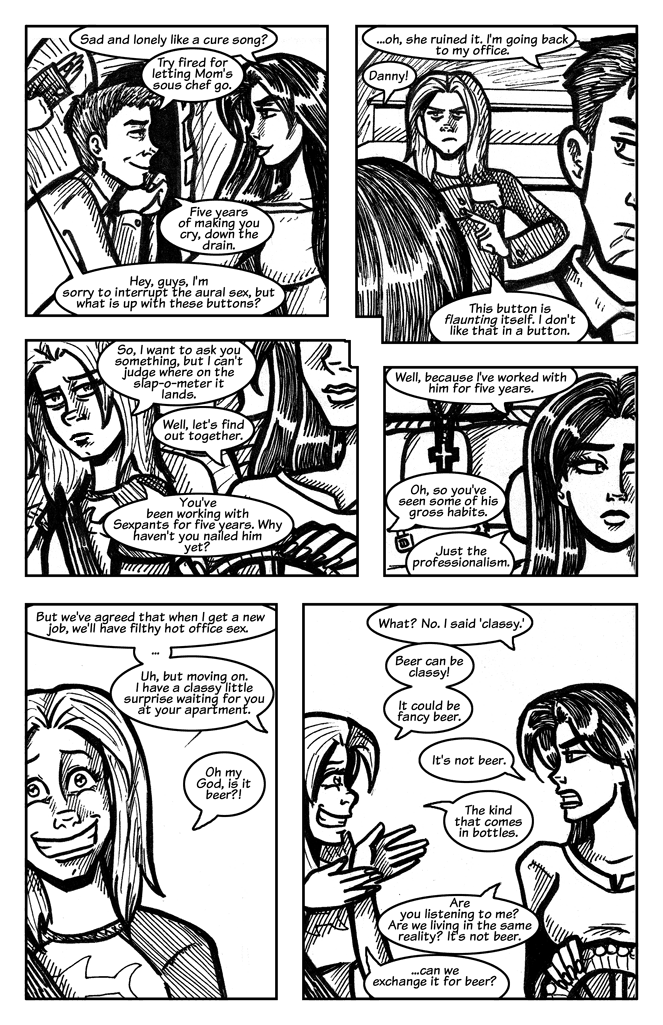 Sad and lonely like a cure song?
Try fired for
letting Mom's
sous chef go.
Five years
of making you
cry, down the
drain.
Hey, guys, I'm
sorry to interrupt the aural sex, but
what is up with these buttons?
...oh, she ruined it. I'm going back
to my office.
Danny!
This button is
flaunting itself. I don't
like that in a button.
So, I want to ask you
something, but I can't
judge where on the
slap-o-meter it
lands.
Well, let's find
out together.
You've
been working with
Sexpants for five years. Why
haven't you nailed him
yet?
Well, because I've worked with
him for five years.
Oh, so you've
seen some of his
gross habits.
Just the
professionalism.
But we've agreed that when I get a new
job, we'll have filthy hot office sex.
...
Uh, but moving on.
I have a classy little
surprise waiting for you
at your apartment.
Oh my
God, is it
beer?!
What? No. I said 'classy.'
Beer can be
classy!
It could be
fancy beer.
It's not beer.
The kind
that comes
in bottles.
Are
you listening to me?
Are we living in the same
reality? It's not beer.
...can we
exchange it for beer?